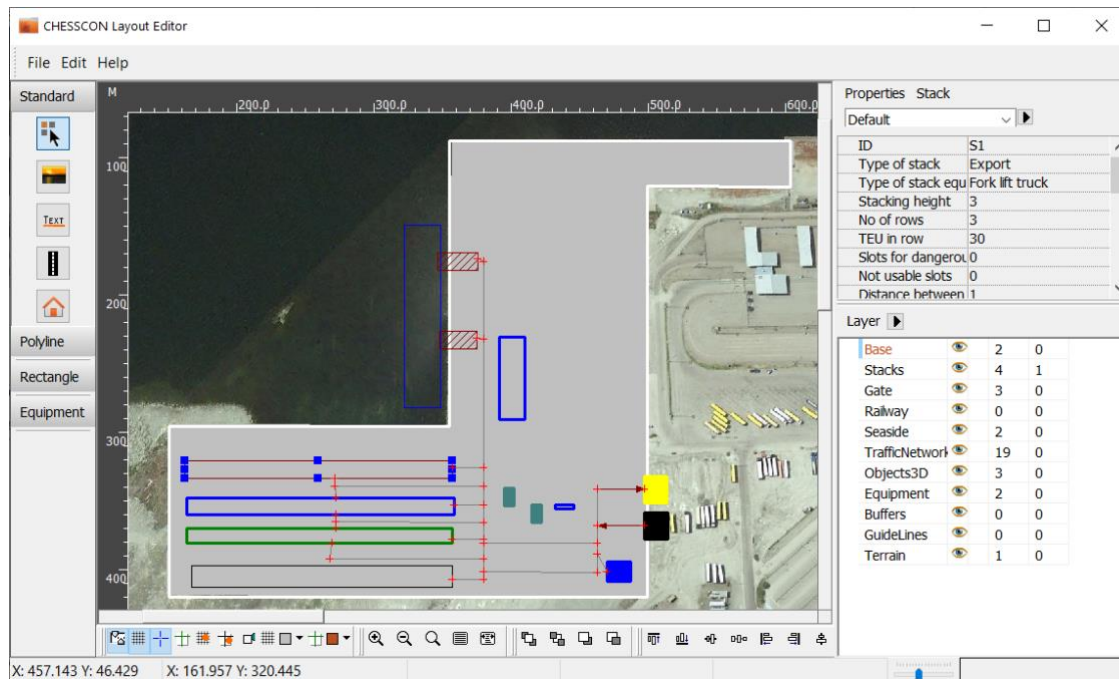 CHESSCON Layout Editor
File Edit Help
Standard
TEXT
Polyline
Rectangle
Equipment
M
200.0 300.0 400.0 500.0 600.0
100
200
300
400
Properties Stack
Default
ID S1
Type of stack Export
Type of stack equ Fork lift truck
Stacking height 3
No of rows 3
TEU in row 30
Slots for dangerou 0
Not usable slots 0
Distance between 1
Layer
Base 2 0
Stacks 4 1
Gate 3 0
Railway 0 0
Seaside 2 0
TrafficNetwork 19 0
Objects3D 3 0
Equipment 2 0
Buffers 0 0
GuideLines 0 0
Terrain 1 0
X: 457.143 Y: 46.429 X: 161.957 Y: 320.445